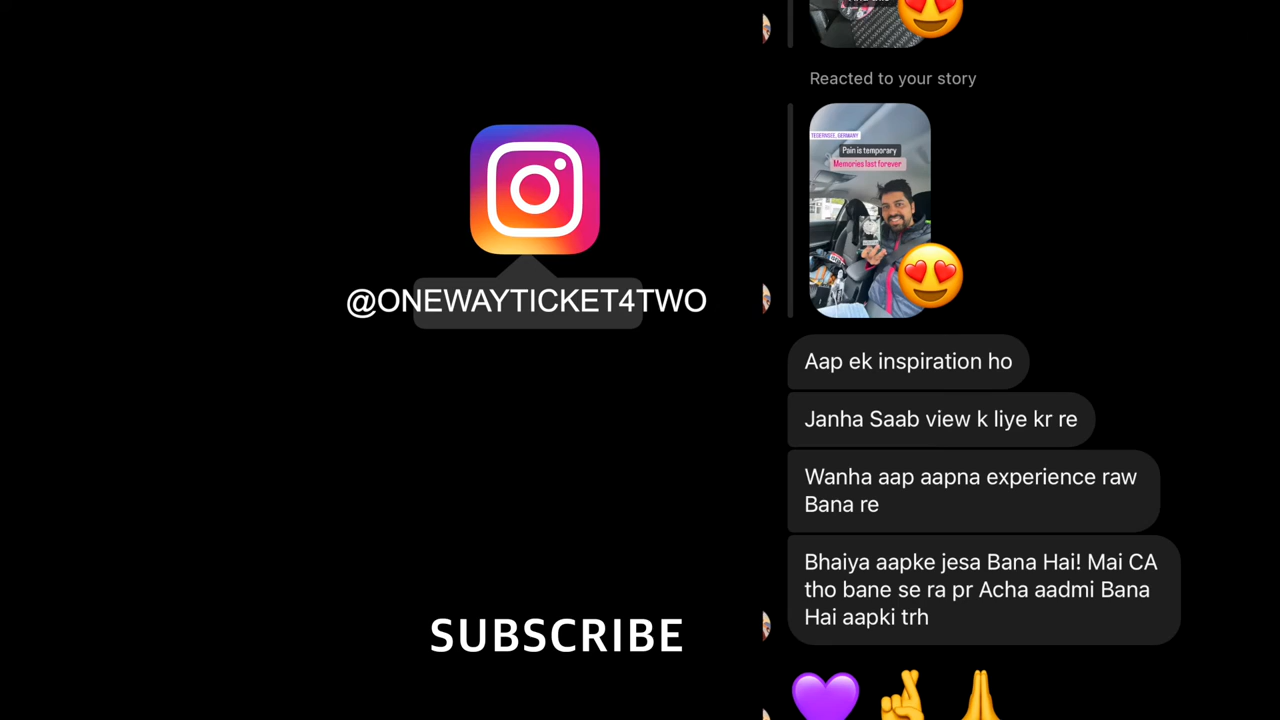 @ONEWAYTICKET4TWO
SUBSCRIBE
Reacted to your story
TEGERNSEE, GERMANY
Pain is temporary
Memories last forever
Aap ek inspiration ho
Janha Saab view k liye kr re
Wanha aap aapna experience raw
Bana re
Bhaiya aapke jesa Bana Hai! Mai CA
tho bane se ra pr Acha aadmi Bana
Hai aapki trh